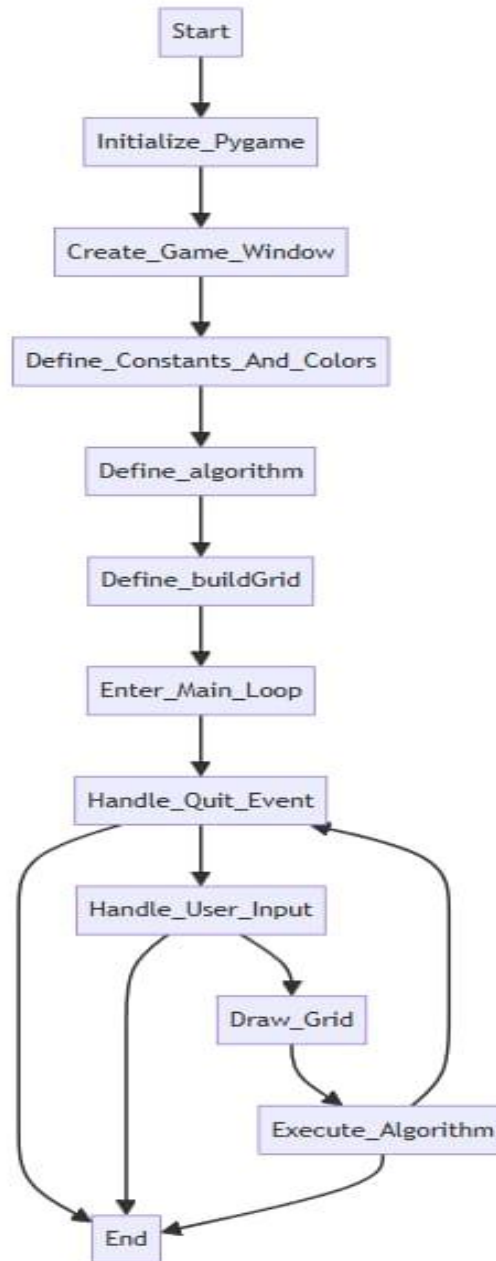 Start
Initialize_Pygame
Create_Game_Window
Define_Constants_And_Colors
Define_algorithm
Define_buildGrid
Enter_Main_Loop
Handle_Quit_Event
Handle_User_Input
Draw_Grid
Execute_Algorithm
End